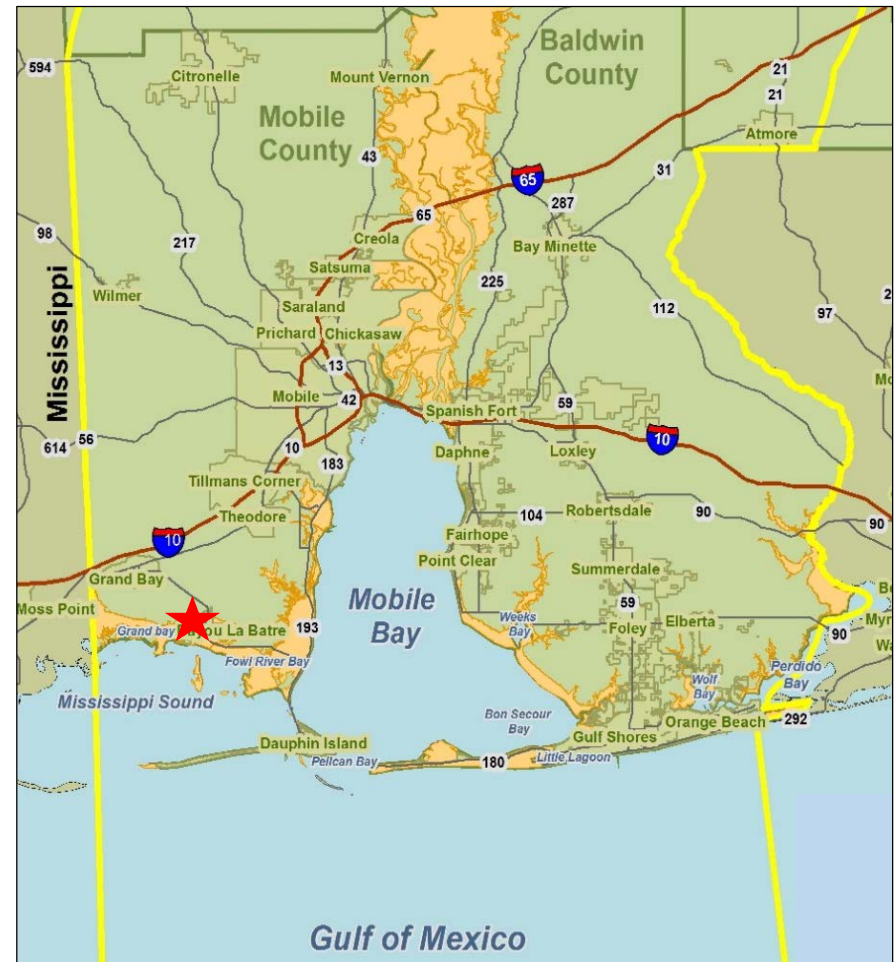 594
Citronelle
Mount Vernon
Baldwin
County
21
21
Atmore
Mobile
County
43
65
31
287
65
Creola
Bay Minette
98
217
Satsuma
225
Wilmer
Saraland
112
97
Prichard
Chickasaw
Mississippi
13
Mobile
42
Spanish Fort
59
56
614
10
10
183
Daphne
Loxley
Tillmans Corner
Theodore
104
Robertsdale
90
90
Fairhope
10
Point Clear
Grand Bay
Summerdale
Moss Point
Mobile
Bay
59
Weeks
Bay
Foley
Elberta
Grand bay
La Batre
193
90
Fowl River Bay
Perdido
Bay
Wolf
Bay
Mississippi Sound
Bon Secour
Bay
Orange Beach
292
Dauphin Island
Gulf Shores
Pelican Bay
180
Little Lagoon
Gulf of Mexico